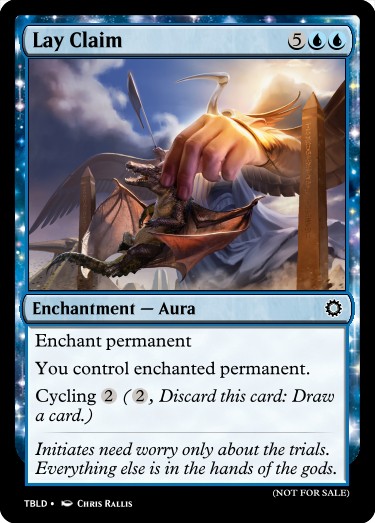 Lay Claim 5
Enchantment — Aura
Enchant permanent
You control enchanted permanent.
Cycling 2 ( 2, Discard this card: Draw
a card.)
Initiates need worry only about the trials.
Everything else is in the hands of the gods.
(NOT FOR SALE)
TBLD • Chris Rallis